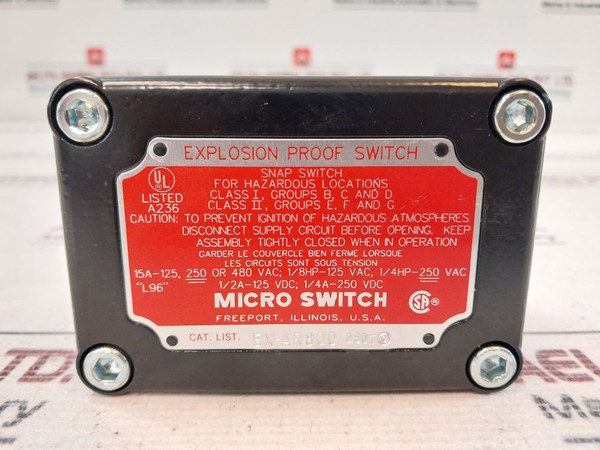 EXPLOSION PROOF SWITCH
UL
LISTED
A236
SNAP SWITCH
FOR HAZARDOUS LOCATIONS
CLASS I, GROUPS B, C AND D
CLASS II, GROUPS E, F AND G
CAUTION: TO PREVENT IGNITION OF HAZARDOUS ATMOSPHERES
DISCONNECT SUPPLY CIRCUIT BEFORE OPENING. KEEP
ASSEMBLY TIGHTLY CLOSED WHEN IN OPERATION
GARDER LE COUVERCLE BIEN FERME LORSQUE
LES CIRCUITS SONT SOUS TENSION
15A-125, 250 OR 480 VAC; 1/8HP-125 VAC, 1/4HP-250 VAC
"L96" 1/2A-125 VDC; 1/4A-250 VDC
MICRO SWITCH
FREEPORT, ILLINOIS, U.S.A.
CAT. LIST: